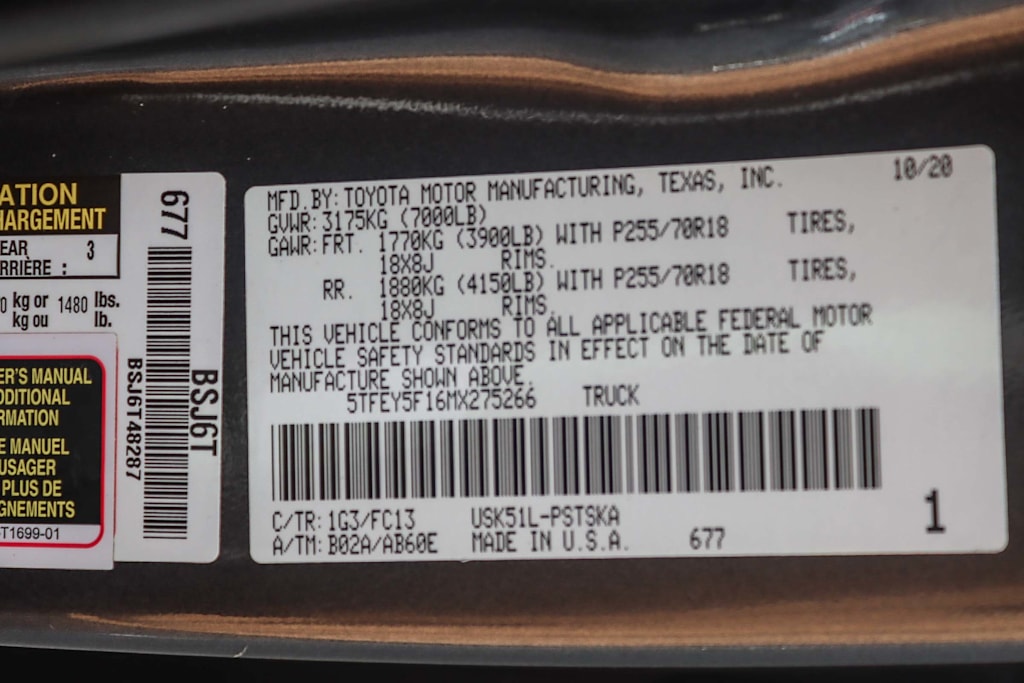 ATION
HARGEMENT
EAR 3
RRIÈRE :
0 kg or 1480 lbs.
kg ou lb.
ER'S MANUAL
DDITIONAL
RMATION
E MANUEL
USAGER
PLUS DE
GNEMENTS
T1699-01
677
BSJ6T48287
BSJ6T
10/20
MFD.BY:TOYOTA MOTOR MANUFACTURING, TEXAS, INC.
GVWR:3175KG (7000LB)
GAWR:FRT. 1770KG (3900LB) WITH P255/70R18 TIRES,
18X8J RIMS.
RR. 1880KG (4150LB) WITH P255/70R18 TIRES,
18X8J RIMS.
THIS VEHICLE CONFORMS TO ALL APPLICABLE FEDERAL MOTOR
VEHICLE SAFETY STANDARDS IN EFFECT ON THE DATE OF
MANUFACTURE SHOWN ABOVE.
5TFEY5F16MX275266 TRUCK
C/TR:1G3/FC13 USK51L-PSTSKA
A/TM:B02A/AB60E MADE IN U.S.A. 677
1